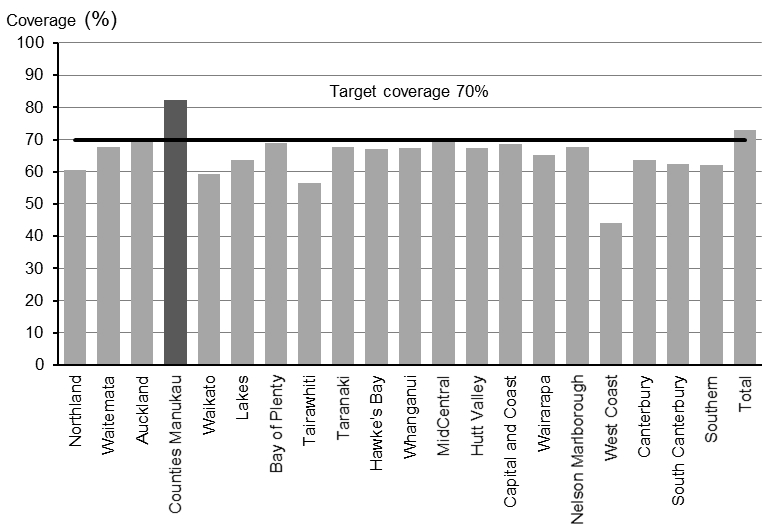 Coverage (%)
100
90
80
70
60
50
40
30
20
10
0
Target coverage 70%
Northland
Waitemata
Auckland
Counties Manukau
Waikato
Lakes
Bay of Plenty
Tairawhiti
Taranaki
Hawke's Bay
Whanganui
MidCentral
Hutt Valley
Capital and Coast
Wairarapa
Nelson Marlborough
West Coast
Canterbury
South Canterbury
Southern
Total